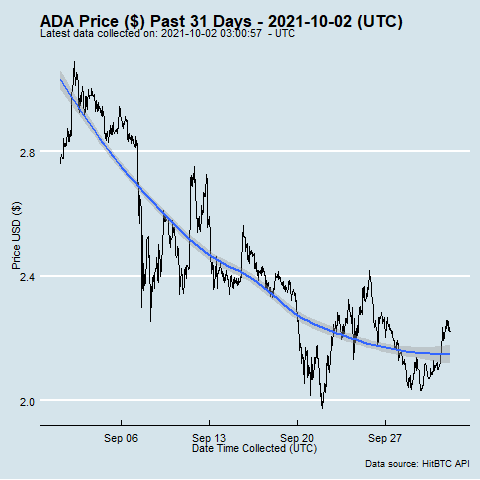 ADA Price ($) Past 31 Days - 2021-10-02 (UTC)
Latest data collected on: 2021-10-02 03:00:57 - UTC
Price USD ($)
2.8
2.4
2.0
Sep 06 Sep 13 Sep 20 Sep 27
Date Time Collected (UTC)
Data source: HitBTC API